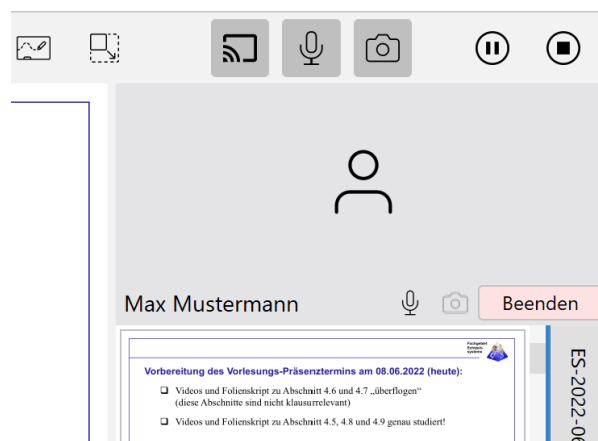 Max Mustermann
Beenden
Fachgebiet
Echtzeit-
systeme
Vorbereitung des Vorlesungs-Präsenztermins am 08.06.2022 (heute):
Videos und Folienskript zu Abschnitt 4.6 und 4.7 „überflogen“
(diese Abschnitte sind nicht klausurrelevant)
Videos und Folienskript zu Abschnitt 4.5, 4.8 und 4.9 genau studiert!
ES-2022-06